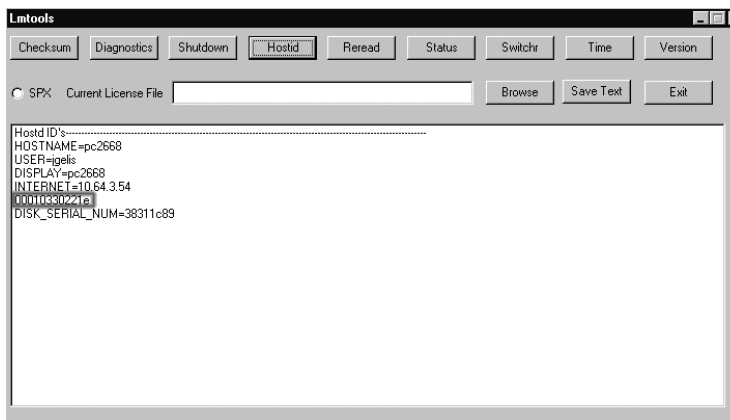 Lmtools
Checksum Diagnostics Shutdown Hostid Reread Status Switchr Time Version
SPX Current License File Browse Save Text Exit
Hostd ID's-----------------------------------------------------------------------------------------------
HOSTNAME=pc2668
USER=jgelis
DISPLAY=pc2668
INTERNET=10.64.3.54
00010330221e
DISK_SERIAL_NUM=38311c89